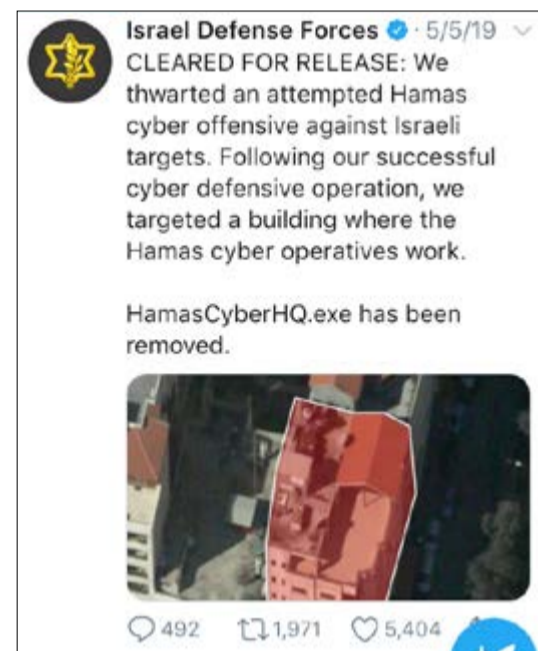 Israel Defense Forces · 5/5/19
CLEARED FOR RELEASE: We
thwarted an attempted Hamas
cyber offensive against Israeli
targets. Following our successful
cyber defensive operation, we
targeted a building where the
Hamas cyber operatives work.
HamasCyberHQ.exe has been
removed.
492 1,971 5,404